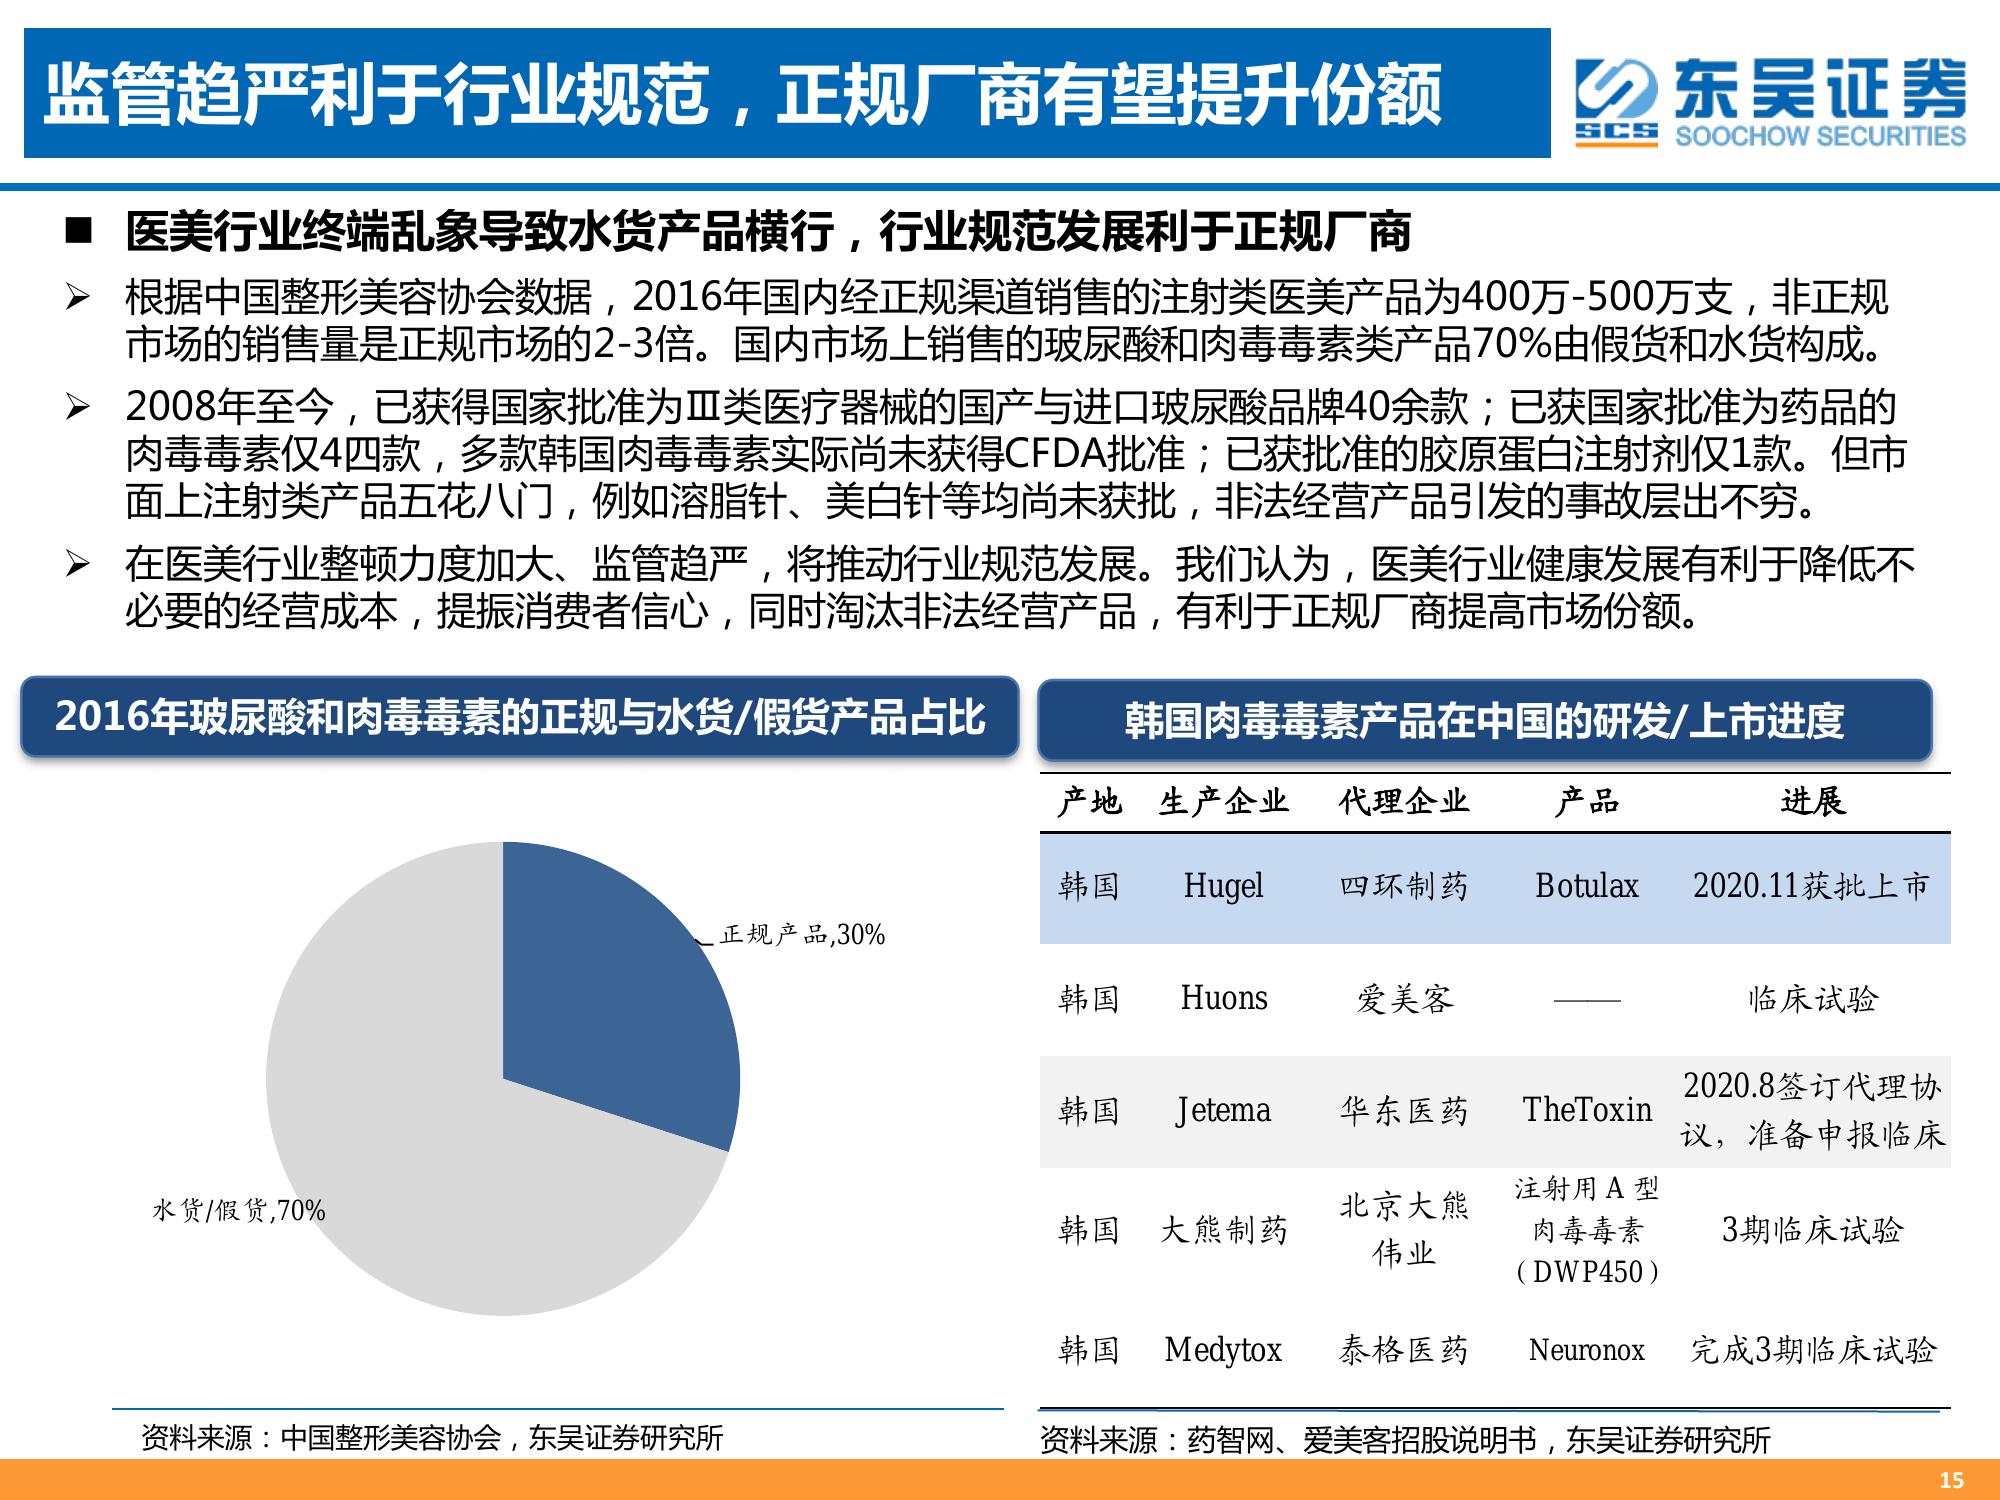 监管趋严利于行业规范，正规厂商有望提升份额
东吴证券
SCS
SOOCHOW SECURITIES
■ 医美行业终端乱象导致水货产品横行，行业规范发展利于正规厂商
➢ 根据中国整形美容协会数据，2016年国内经正规渠道销售的注射类医美产品为400万-500万支，非正规
市场的销售量是正规市场的2-3倍。国内市场上销售的玻尿酸和肉毒毒素类产品70%由假货和水货构成。
➢ 2008年至今，已获得国家批准为Ⅲ类医疗器械的国产与进口玻尿酸品牌40余款；已获国家批准为药品的
肉毒毒素仅4四款，多款韩国肉毒毒素实际尚未获得CFDA批准；已获批准的胶原蛋白注射剂仅1款。但市
面上注射类产品五花八门，例如溶脂针、美白针等均尚未获批，非法经营产品引发的事故层出不穷。
➢ 在医美行业整顿力度加大、监管趋严，将推动行业规范发展。我们认为，医美行业健康发展有利于降低不
必要的经营成本，提振消费者信心，同时淘汰非法经营产品，有利于正规厂商提高市场份额。
2016年玻尿酸和肉毒毒素的正规与水货/假货产品占比
正规产品,30%
水货/假货,70%
资料来源：中国整形美容协会，东吴证券研究所
韩国肉毒毒素产品在中国的研发/上市进度
产地 生产企业 代理企业 产品 进展
韩国 Hugel 四环制药 Botulax 2020.11获批上市
韩国 Huons 爱美客 —— 临床试验
韩国 Jetema 华东医药 TheToxin 2020.8签订代理协
议，准备申报临床
韩国 大熊制药 北京大熊
伟业 注射用 A 型
肉毒毒素
（DWP450） 3期临床试验
韩国 Medytox 泰格医药 Neuronox 完成3期临床试验
资料来源：药智网、爱美客招股说明书，东吴证券研究所
15